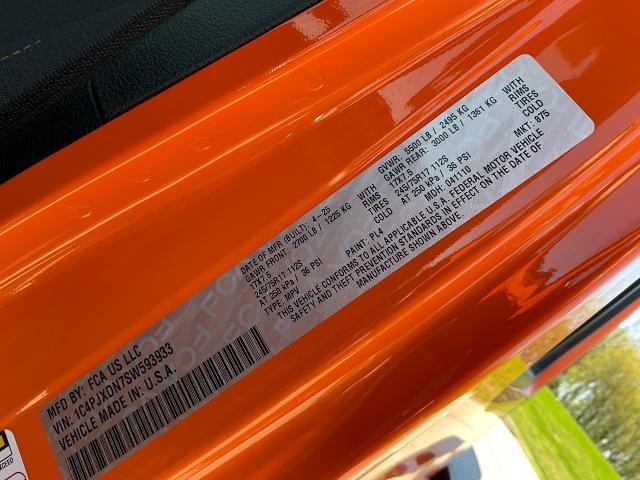 MFD BY: FCA US LLC
VIN: 1C4PJXDN7SW593933
VEHICLE MADE IN: U.S.A.
DATE OF MFR (BUILT): 4-25
GVWR: 5500 LB / 2495 KG
GAWR FRONT: 2700 LB / 1225 KG WITH
17X7.5 RIMS
245/75R17 112S TIRES
AT 250 kPa / 36 PSI COLD
GAWR REAR: 3000 LB / 1361 KG WITH
17X7.5 RIMS
245/75R17 112S TIRES
AT 250 kPa / 36 PSI COLD
TYPE: MPV PAINT: PL4 MDH: 041110 MKT: 875
THIS VEHICLE CONFORMS TO ALL APPLICABLE U.S.A. FEDERAL MOTOR VEHICLE
SAFETY AND THEFT PREVENTION STANDARDS IN EFFECT ON THE DATE OF
MANUFACTURE SHOWN ABOVE.